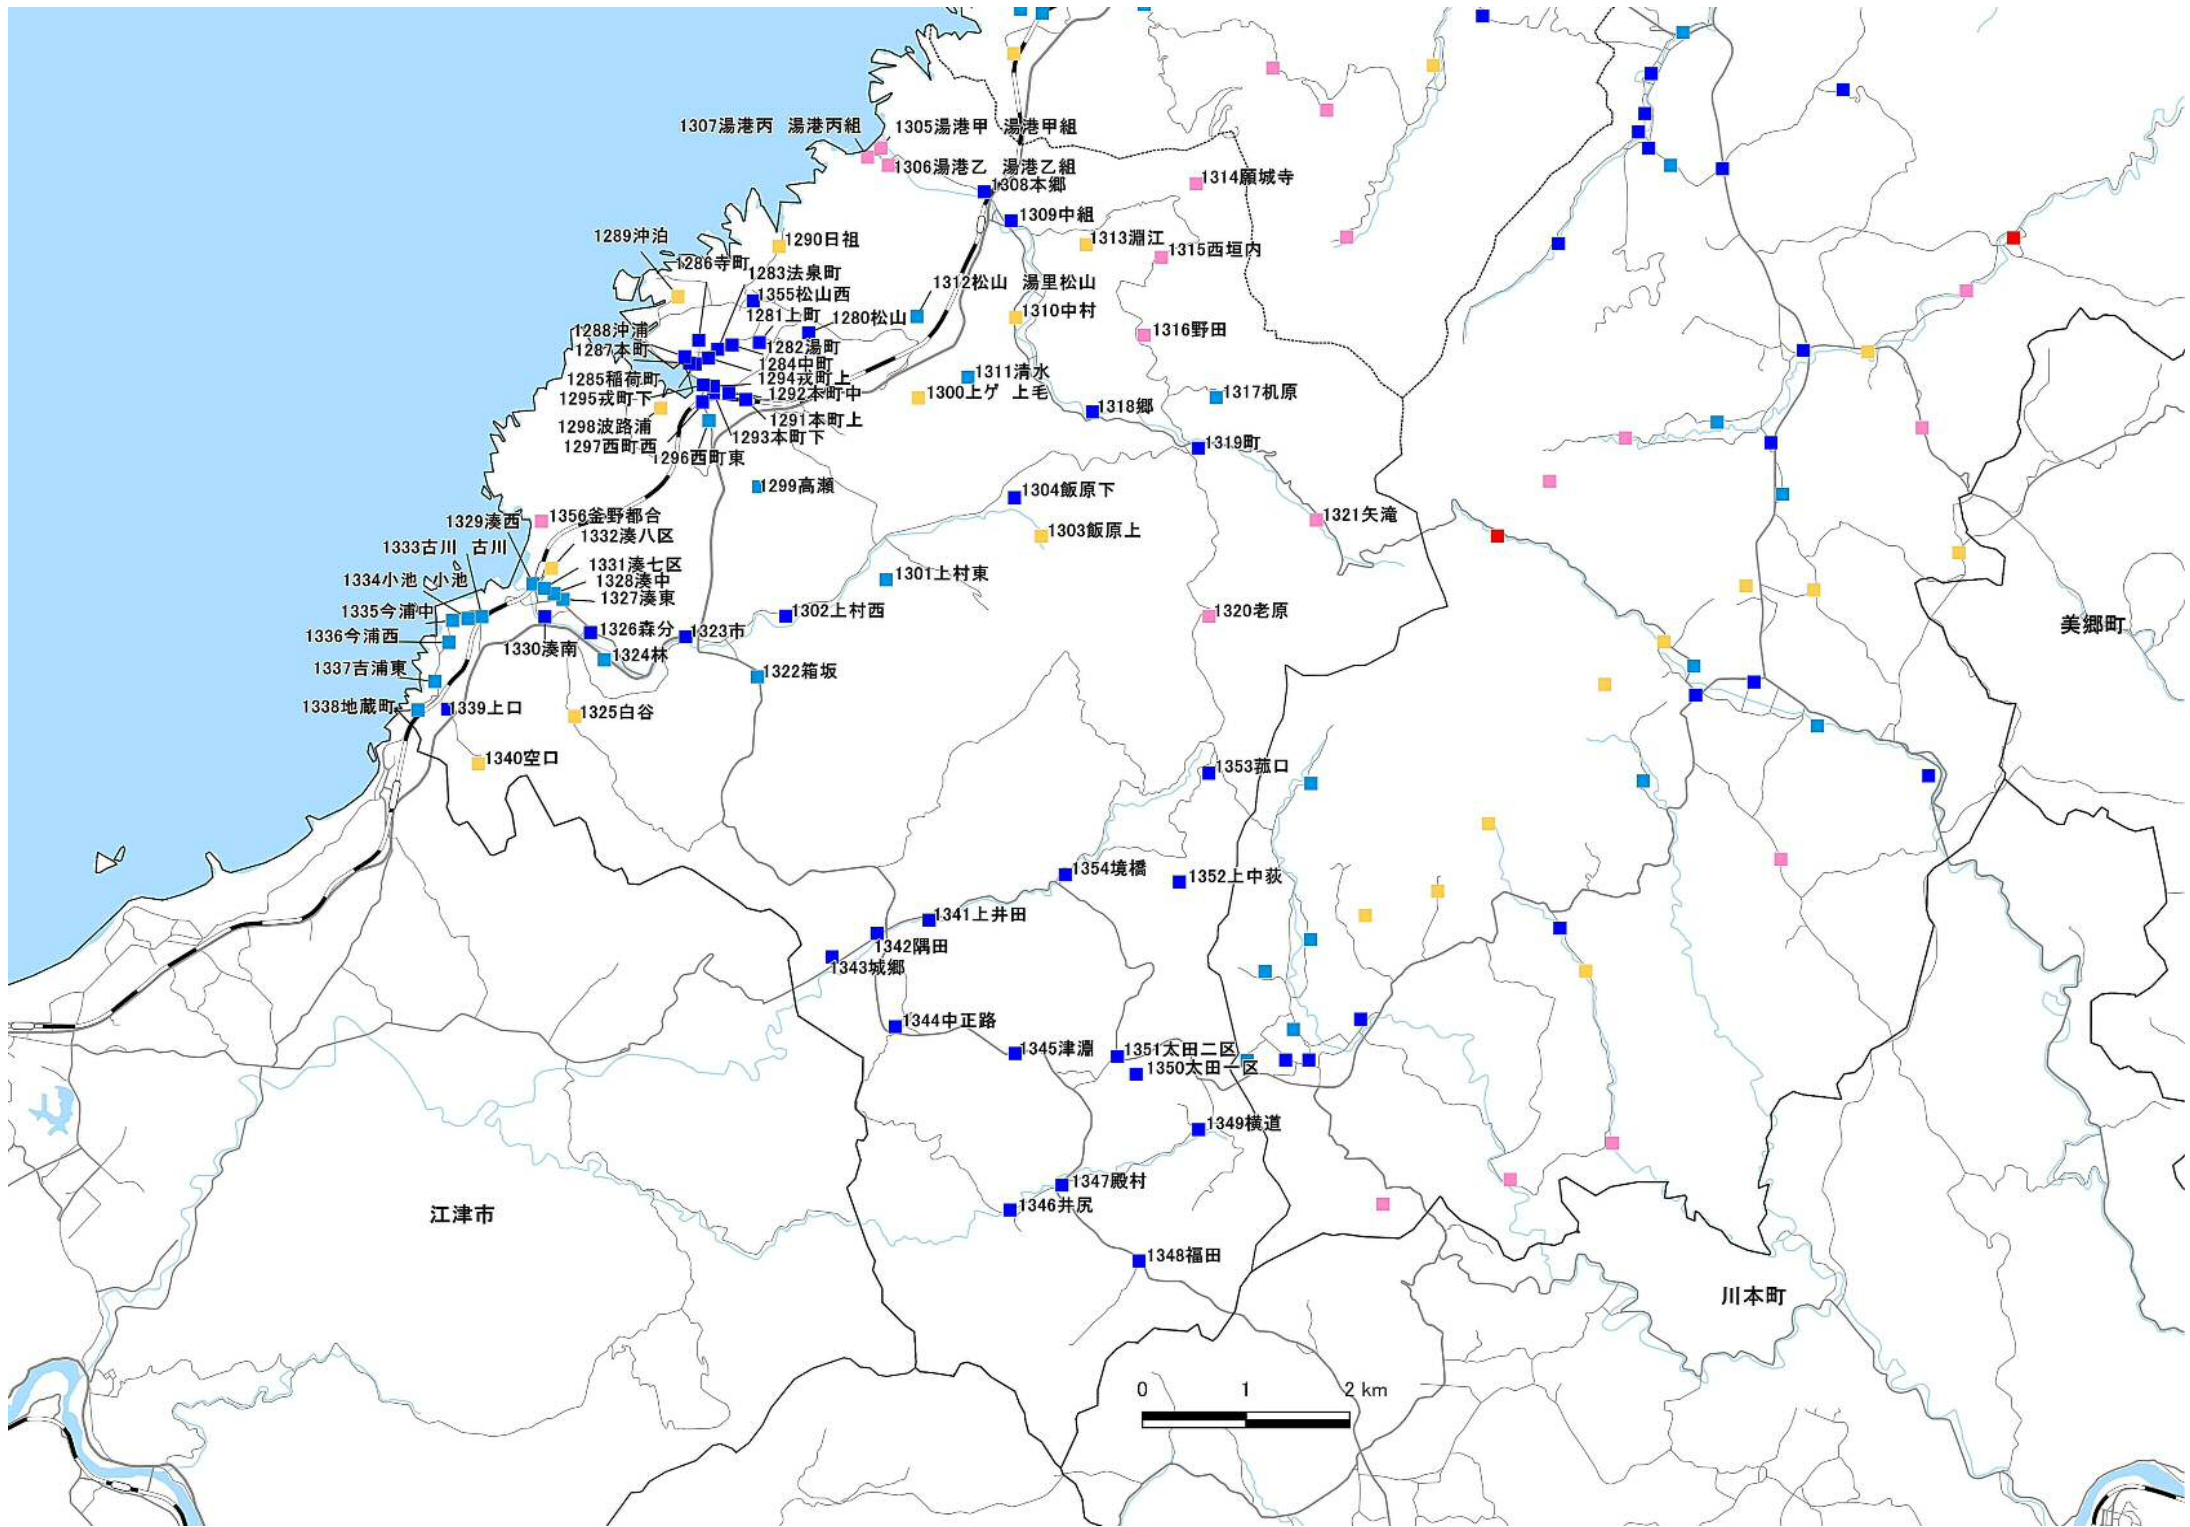 1307湯港丙　湯港丙組
1305湯港甲　湯港甲組
1306湯港乙　湯港乙組
1308本郷
1314願城寺
1309中組
1289沖泊
1290日祖
1313淵江
1315西垣内
1286寺町
1283法泉町
1312松山　湯里松山
1355松山西
1281上町
1280松山
1310中村
1316野田
1288沖浦
1287本町
1282湯町
1284中町
1285稲荷町
1294戎町上
1311清水
1295戎町下
1292本町中
1300上ゲ 上毛
1317机原
1318郷
1298波路浦
1291本町上
1297西町西
1293本町下
1296西町東
1319町
1299高瀬
1304飯原下
1329湊西
1356釜野都合
1321矢滝
1332湊八区
1303飯原上
1333古川　古川
1331湊七区
1334小池 小池
1328湊中
1301上村東
1327湊東
1335今浦中
1302上村西
1320老原
1336今浦西
1326森分
1323市
美郷町
1330湊南
1324林
1337吉浦東
1322箱坂
1338地蔵町
1339上口
1325白谷
1340空口
1353菰口
1354境橋
1352上中荻
1341上井田
1342隅田
1343城郷
1344中正路
1345津淵
1351太田二区
1350太田一区
1349横道
1347殿村
1346井尻
江津市
1348福田
川本町
0 1 2 km